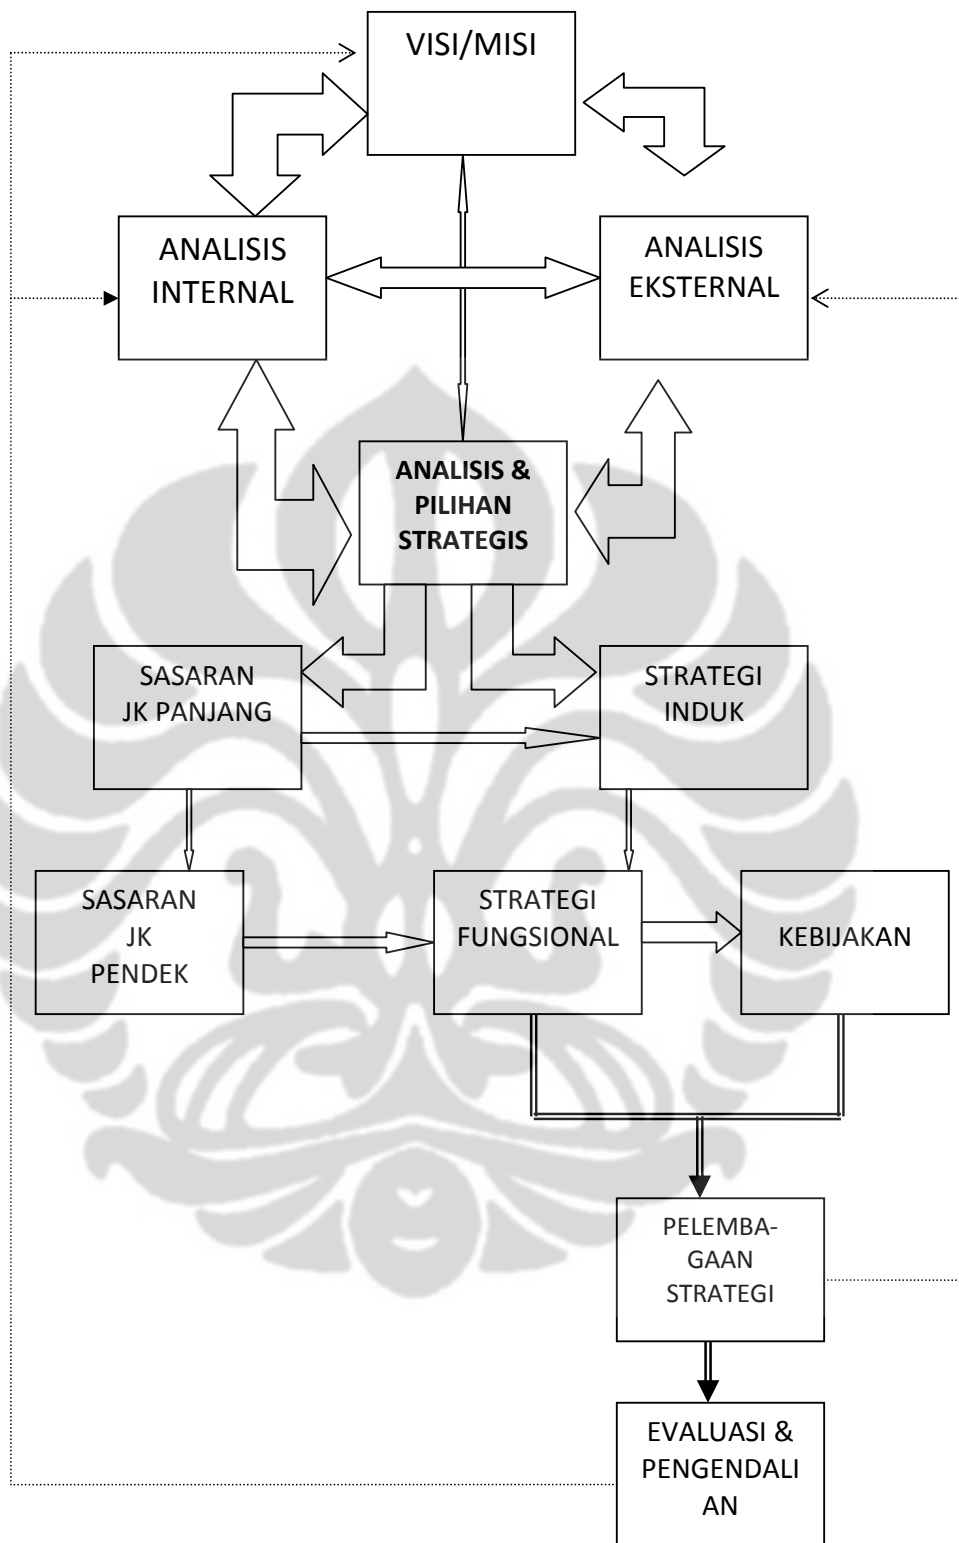 VISI/MISI
ANALISIS
INTERNAL
ANALISIS
EKSTERNAL
ANALISIS &
PILIHAN
STRATEGIS
SASARAN
JK PANJANG
STRATEGI
INDUK
SASARAN
JK
PENDEK
STRATEGI
FUNGSIONAL
KEBIJAKAN
PELEMBA-
GAAN
STRATEGI
EVALUASI &
PENGENDALI
AN